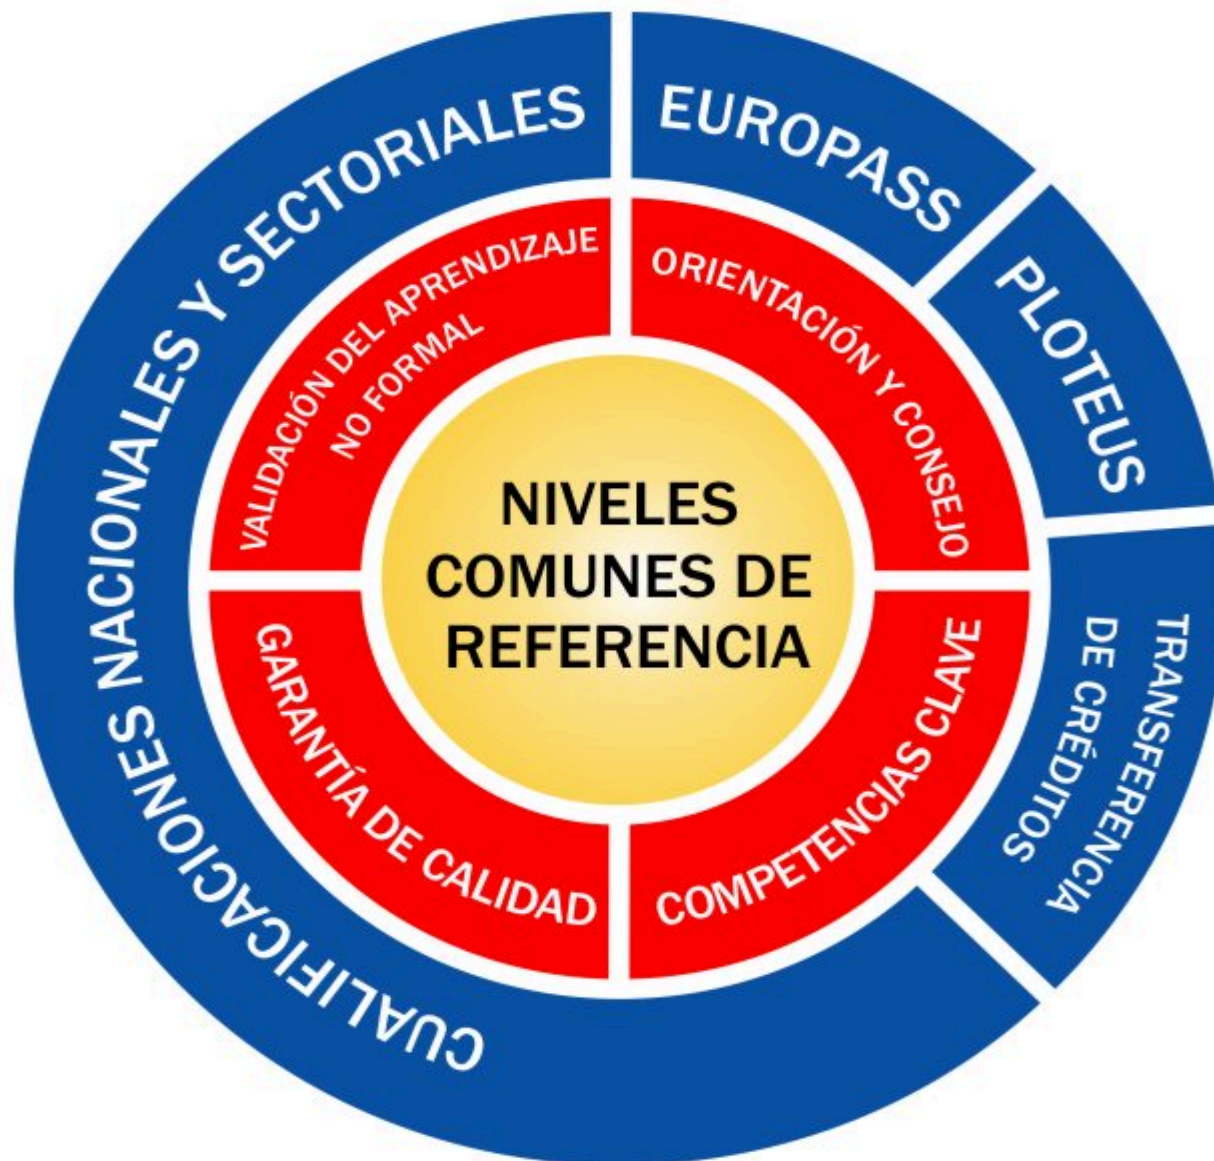 CUALIFICACIONES NACIONALES Y SECTORIALES
EUROPASS
PLOTEUS
TRANSFERENCIA
DE CRÉDITOS
VALIDACIÓN DEL APRENDIZAJE
NO FORMAL
ORIENTACIÓN Y CONSEJO
COMPETENCIAS CLAVE
GARANTÍA DE CALIDAD
NIVELES
COMUNES DE
REFERENCIA